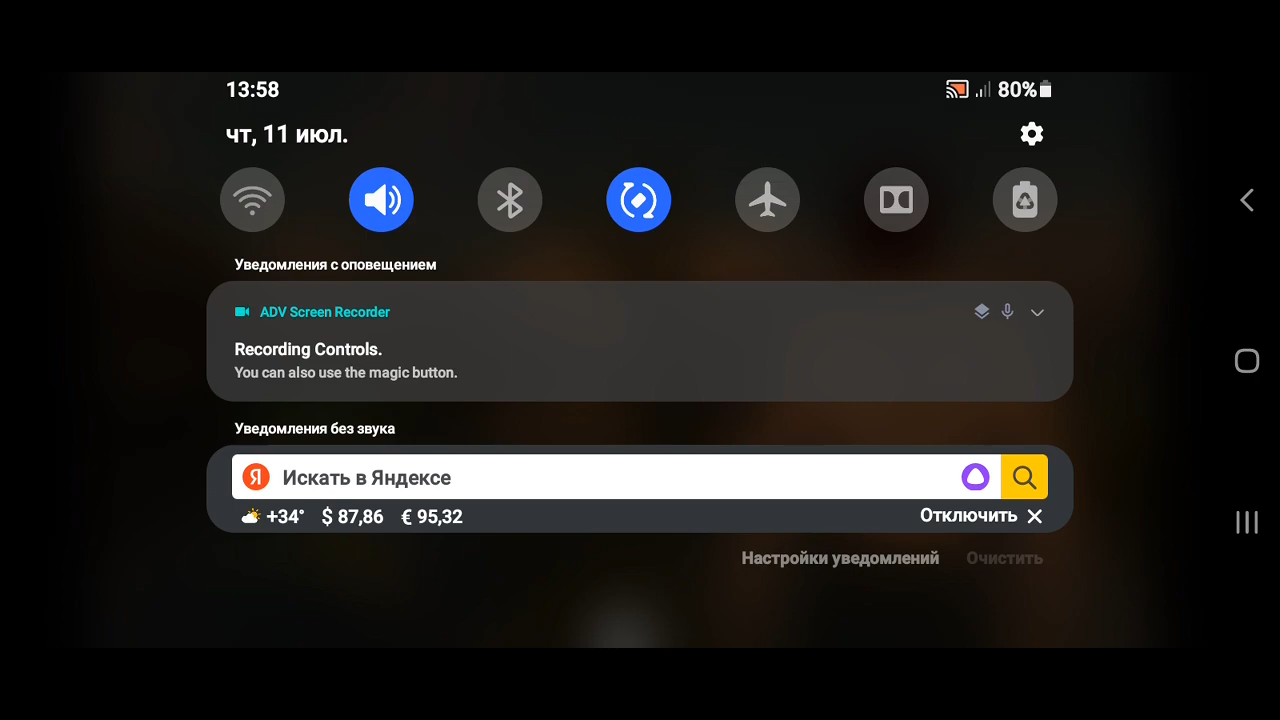 13:58 80%
чт, 11 июл.
Уведомления с оповещением
ADV Screen Recorder
Recording Controls.
You can also use the magic button.
Уведомления без звука
Я Искать в Яндексе
+34° $ 87,86 € 95,32 Отключить
Настройки уведомлений Очистить